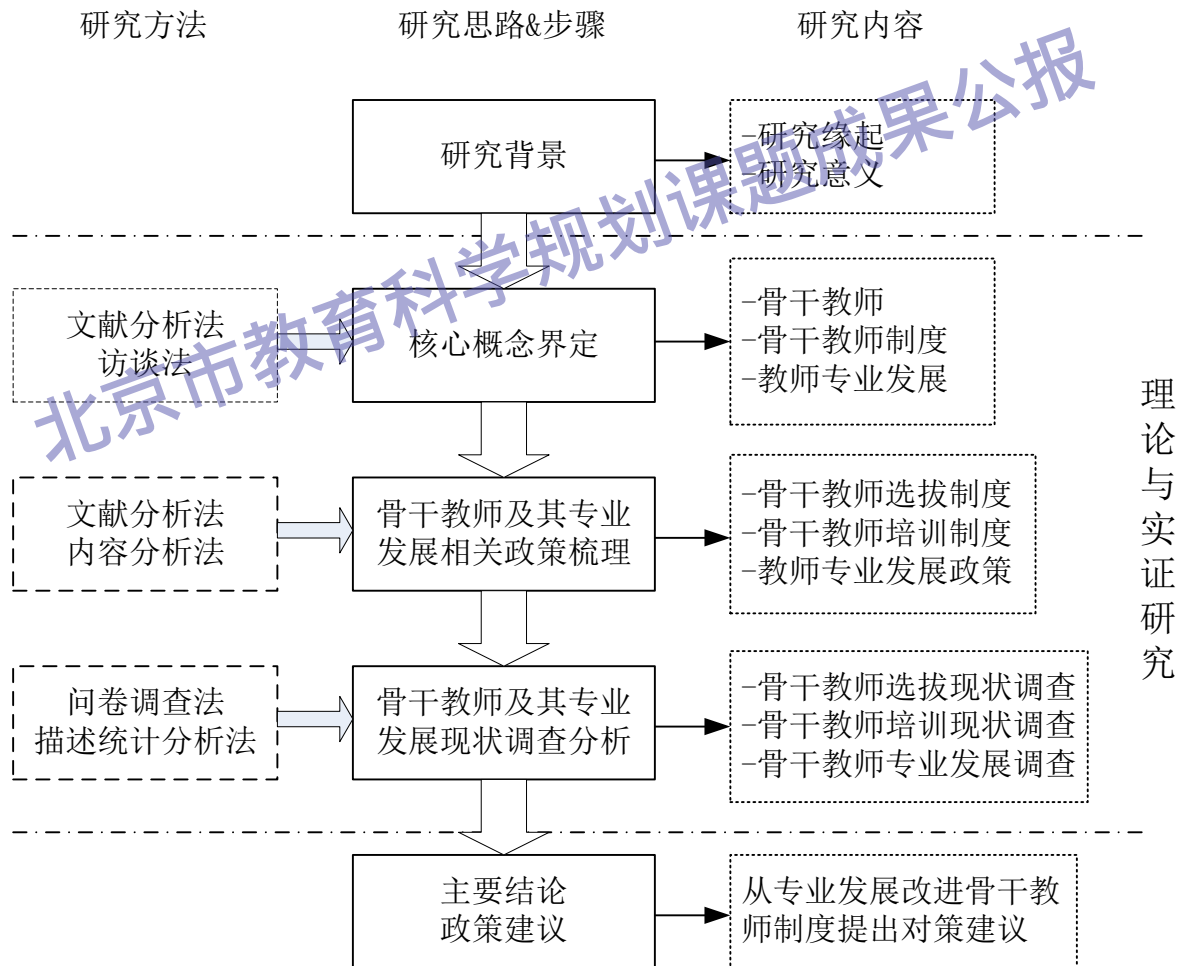 研究方法
研究思路&步骤
研究内容
研究背景
-研究缘起
-研究意义
文献分析法
访谈法
核心概念界定
-骨干教师
-骨干教师制度
-教师专业发展
文献分析法
内容分析法
骨干教师及其专业
发展相关政策梳理
-骨干教师选拔制度
-骨干教师培训制度
-教师专业发展政策
问卷调查法
描述统计分析法
骨干教师及其专业
发展现状调查分析
-骨干教师选拔现状调查
-骨干教师培训现状调查
-骨干教师专业发展调查
理论与实证研究
主要结论
政策建议
从专业发展改进骨干教
师制度提出对策建议
北京市教育科学规划课题成果公报